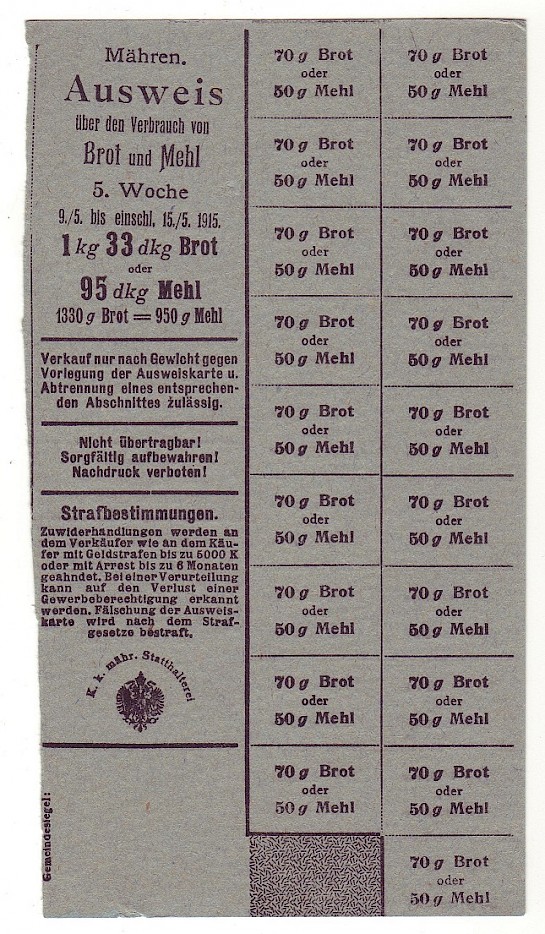 Mähren.
Ausweis
über den Verbrauch von
Brot und Mehl
5. Woche
9./5. bis einschl. 15./5. 1915.
1 kg 33 dkg Brot
oder
95 dkg Mehl
1330 g Brot = 950 g Mehl
Verkauf nur nach Gewicht gegen
Vorlegung der Ausweiskarte u.
Abtrennung eines entsprechen-
den Abschnittes zulässig.
Nicht übertragbar!
Sorgfältig aufbewahren!
Nachdruck verboten!
Strafbestimmungen.
Zuwiderhandlungen werden an
dem Verkäufer wie an dem Käu-
fer mit Geldstrafen bis zu 5000 K
oder mit Arrest bis zu 6 Monaten
geahndet. Bei einer Verurteilung
kann auf den Verlust einer
Gewerbeberechtigung erkannt
werden. Fälschung der Ausweis-
karte wird nach dem Straf-
gesetze bestraft.
K. k. mähr. Statthalterei
Gemeindesiegel:
70 g Brot
oder
50 g Mehl
70 g Brot
oder
50 g Mehl
70 g Brot
oder
50 g Mehl
70 g Brot
oder
50 g Mehl
70 g Brot
oder
50 g Mehl
70 g Brot
oder
50 g Mehl
70 g Brot
oder
50 g Mehl
70 g Brot
oder
50 g Mehl
70 g Brot
oder
50 g Mehl
70 g Brot
oder
50 g Mehl
70 g Brot
oder
50 g Mehl
70 g Brot
oder
50 g Mehl
70 g Brot
oder
50 g Mehl
70 g Brot
oder
50 g Mehl
70 g Brot
oder
50 g Mehl
70 g Brot
oder
50 g Mehl
70 g Brot
oder
50 g Mehl
70 g Brot
oder
50 g Mehl
70 g Brot
oder
50 g Mehl